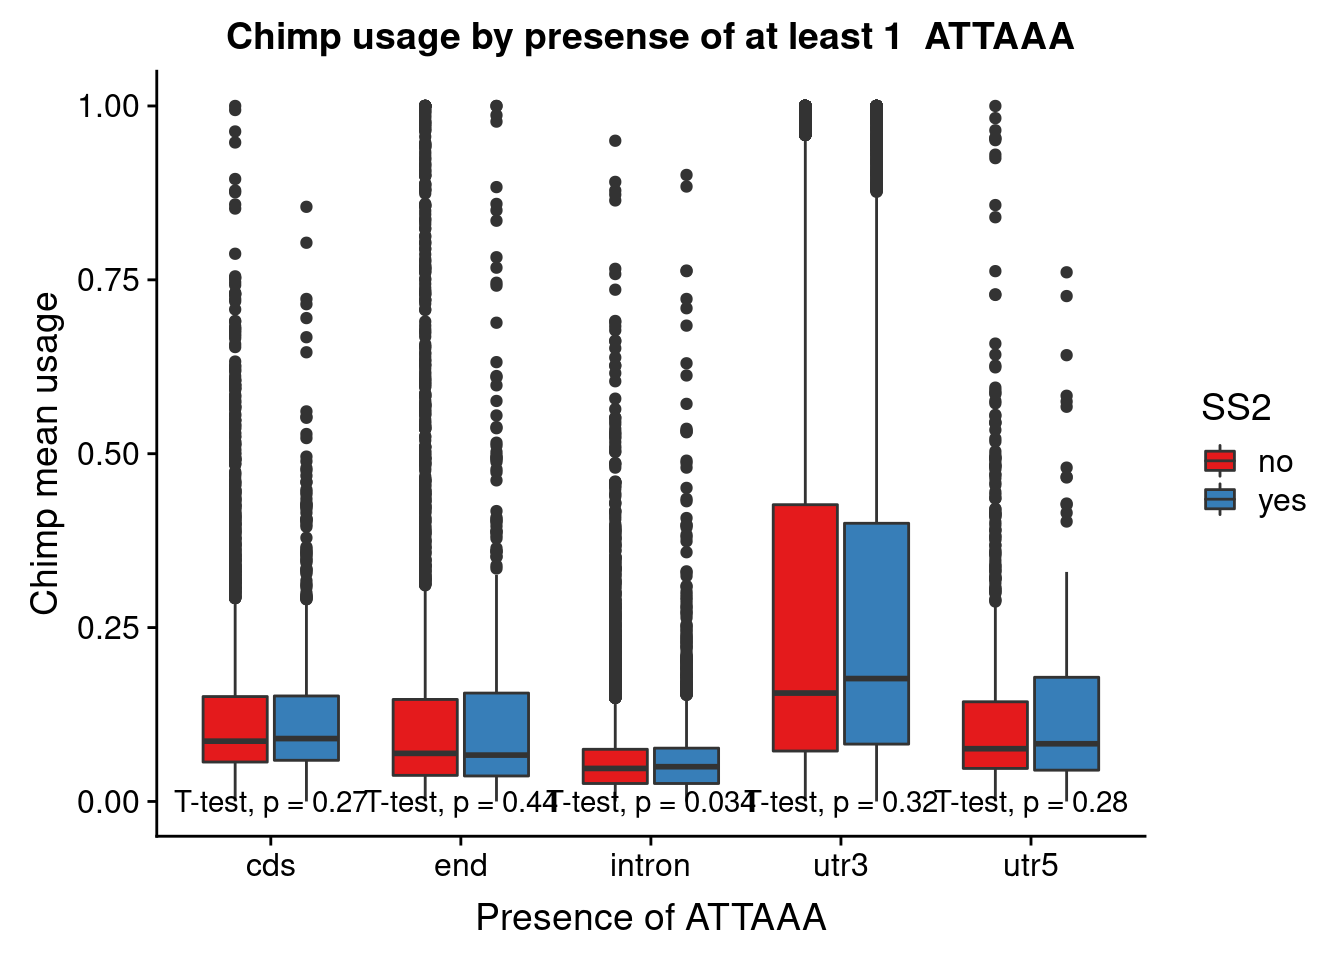 Chimp usage by presense of at least 1  ATTAAA
Chimp mean usage
1.00
0.75
0.50
0.25
0.00
T-test, p = 0.27
T-test, p = 0.44
T-test, p = 0.034
T-test, p = 0.32
T-test, p = 0.28
cds
end
intron
utr3
utr5
Presence of ATTAAA
SS2
no
yes